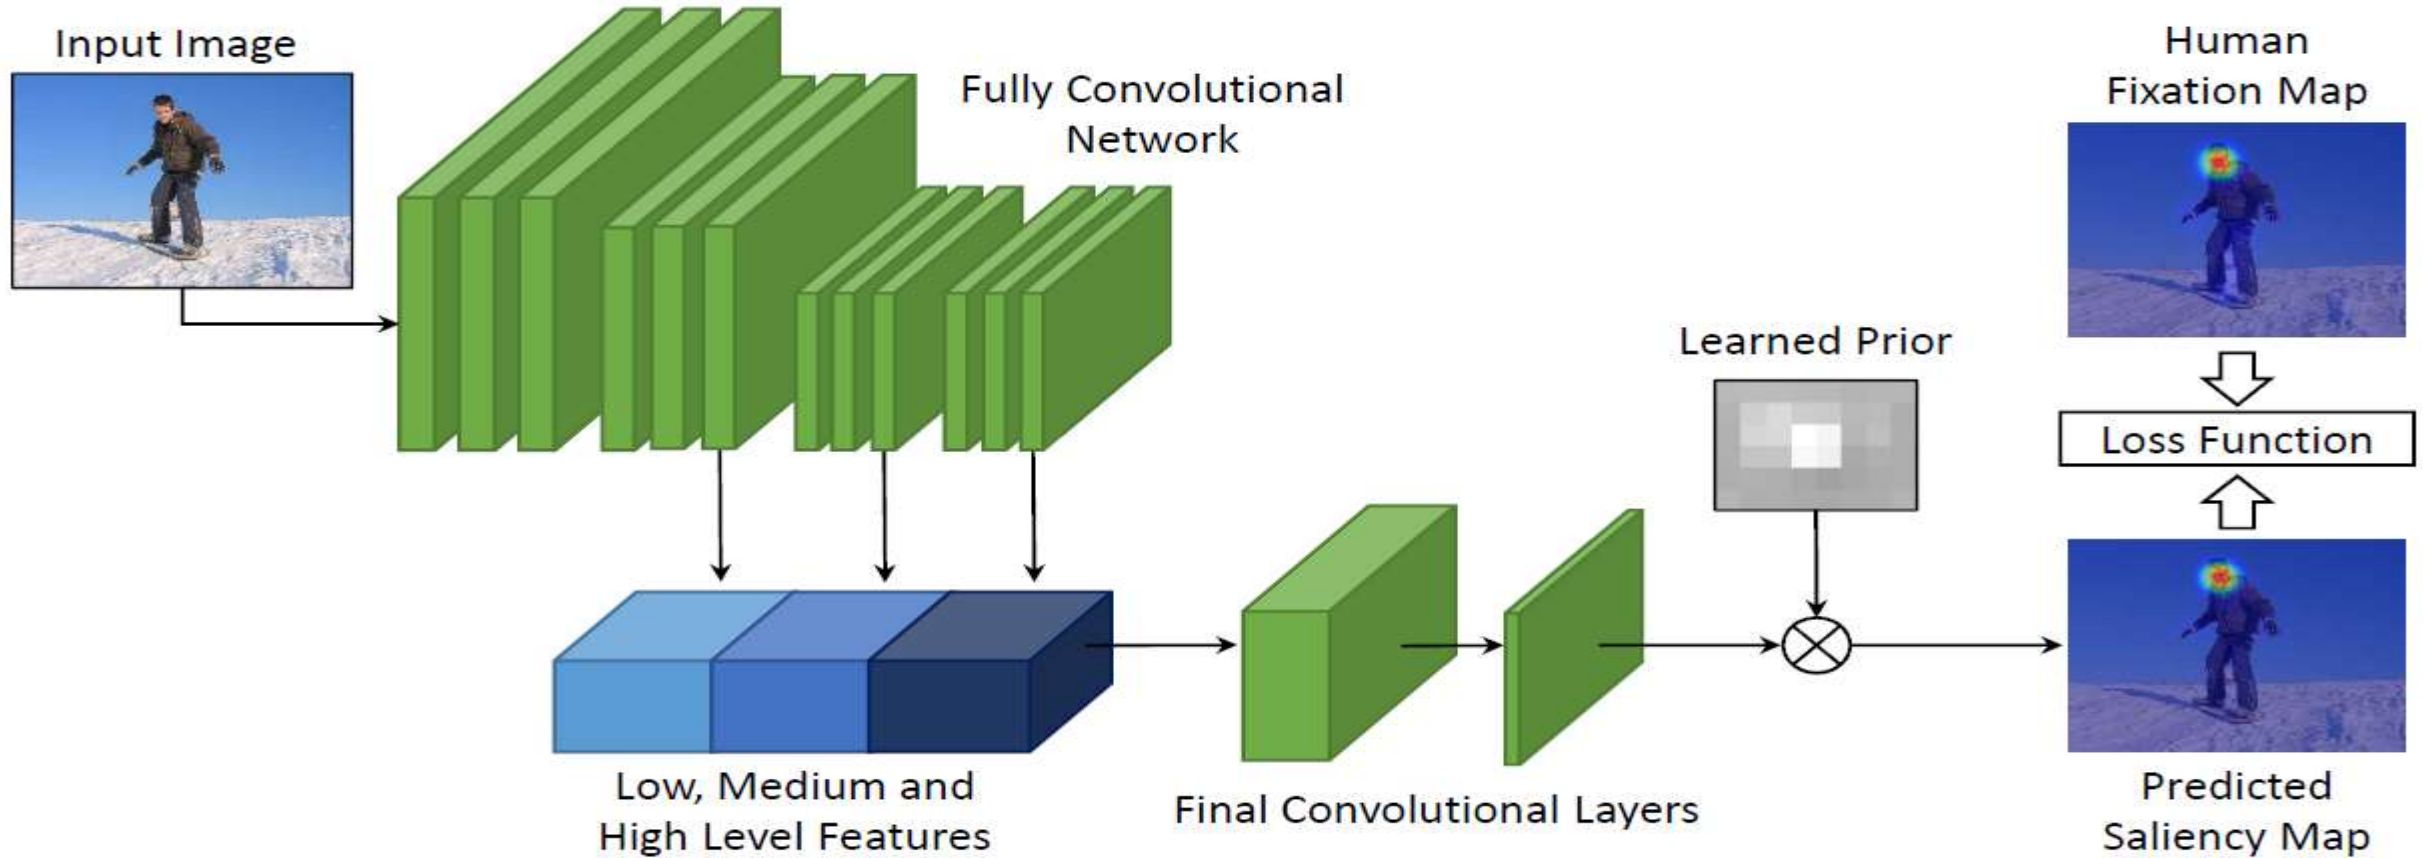 Input Image
Fully Convolutional
Network
Human
Fixation Map
Learned Prior
Loss Function
Low, Medium and
High Level Features
Final Convolutional Layers
Predicted
Saliency Map